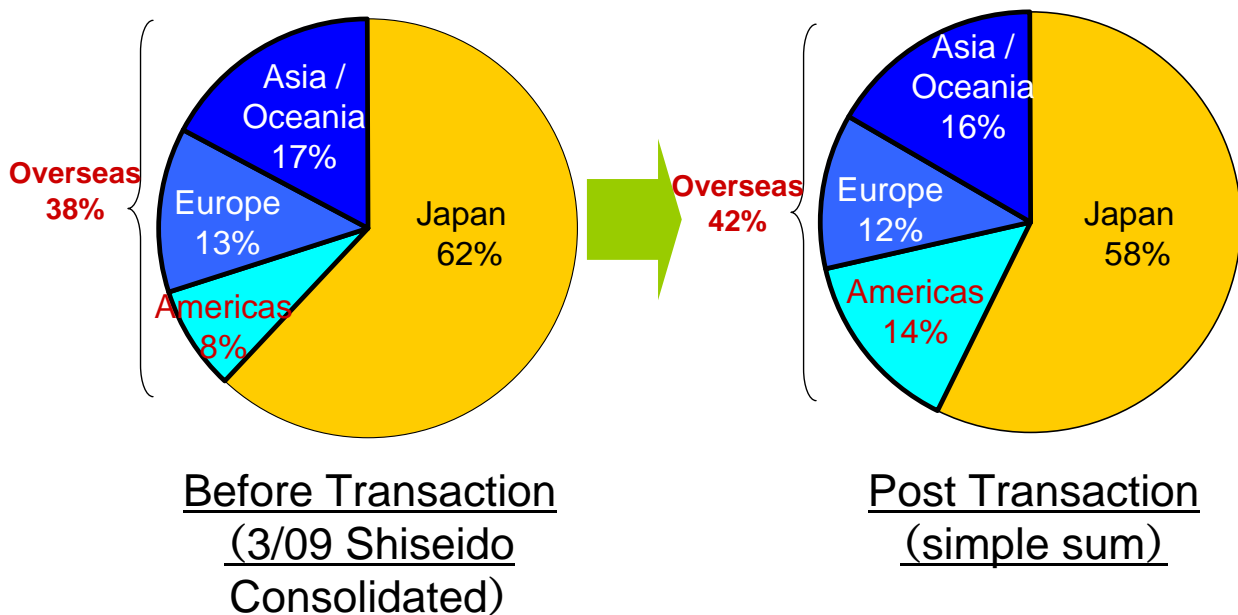 Overseas
38%
Asia /
Oceania
17%
Europe
13%
Americas
8%
Japan
62%
Before Transaction
(3/09 Shiseido
Consolidated)
Overseas
42%
Asia /
Oceania
16%
Europe
12%
Americas
14%
Japan
58%
Post Transaction
(simple sum)